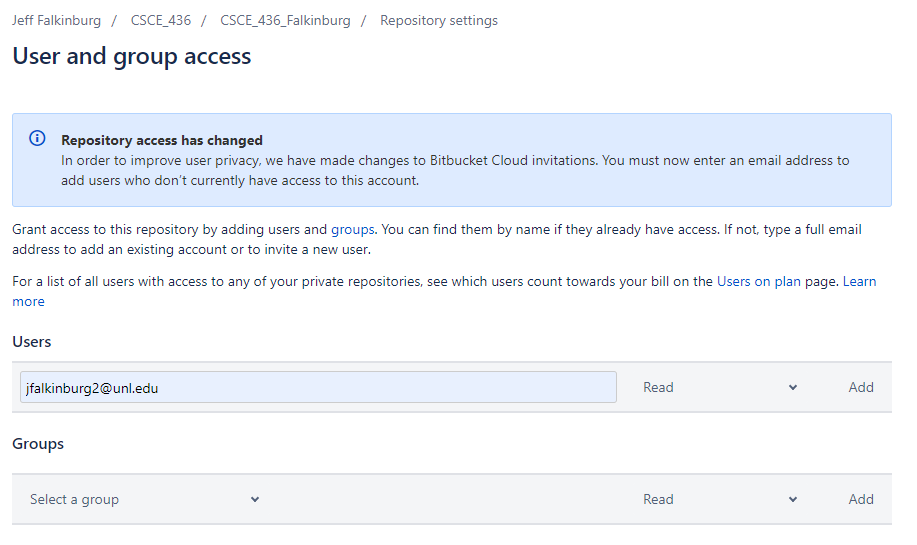 Jeff Falkinburg / CSCE_436 / CSCE_436_Falkinburg / Repository settings
User and group access
Repository access has changed
In order to improve user privacy, we have made changes to Bitbucket Cloud invitations. You must now enter an email address to
add users who don't currently have access to this account.
Grant access to this repository by adding users and groups. You can find them by name if they already have access. If not, type a full email
address to add an existing account or to invite a new user.
For a list of all users with access to any of your private repositories, see which users count towards your bill on the Users on plan page. Learn
more
Users
jfalkinburg2@unl.edu Read Add
Groups
Select a group Read Add